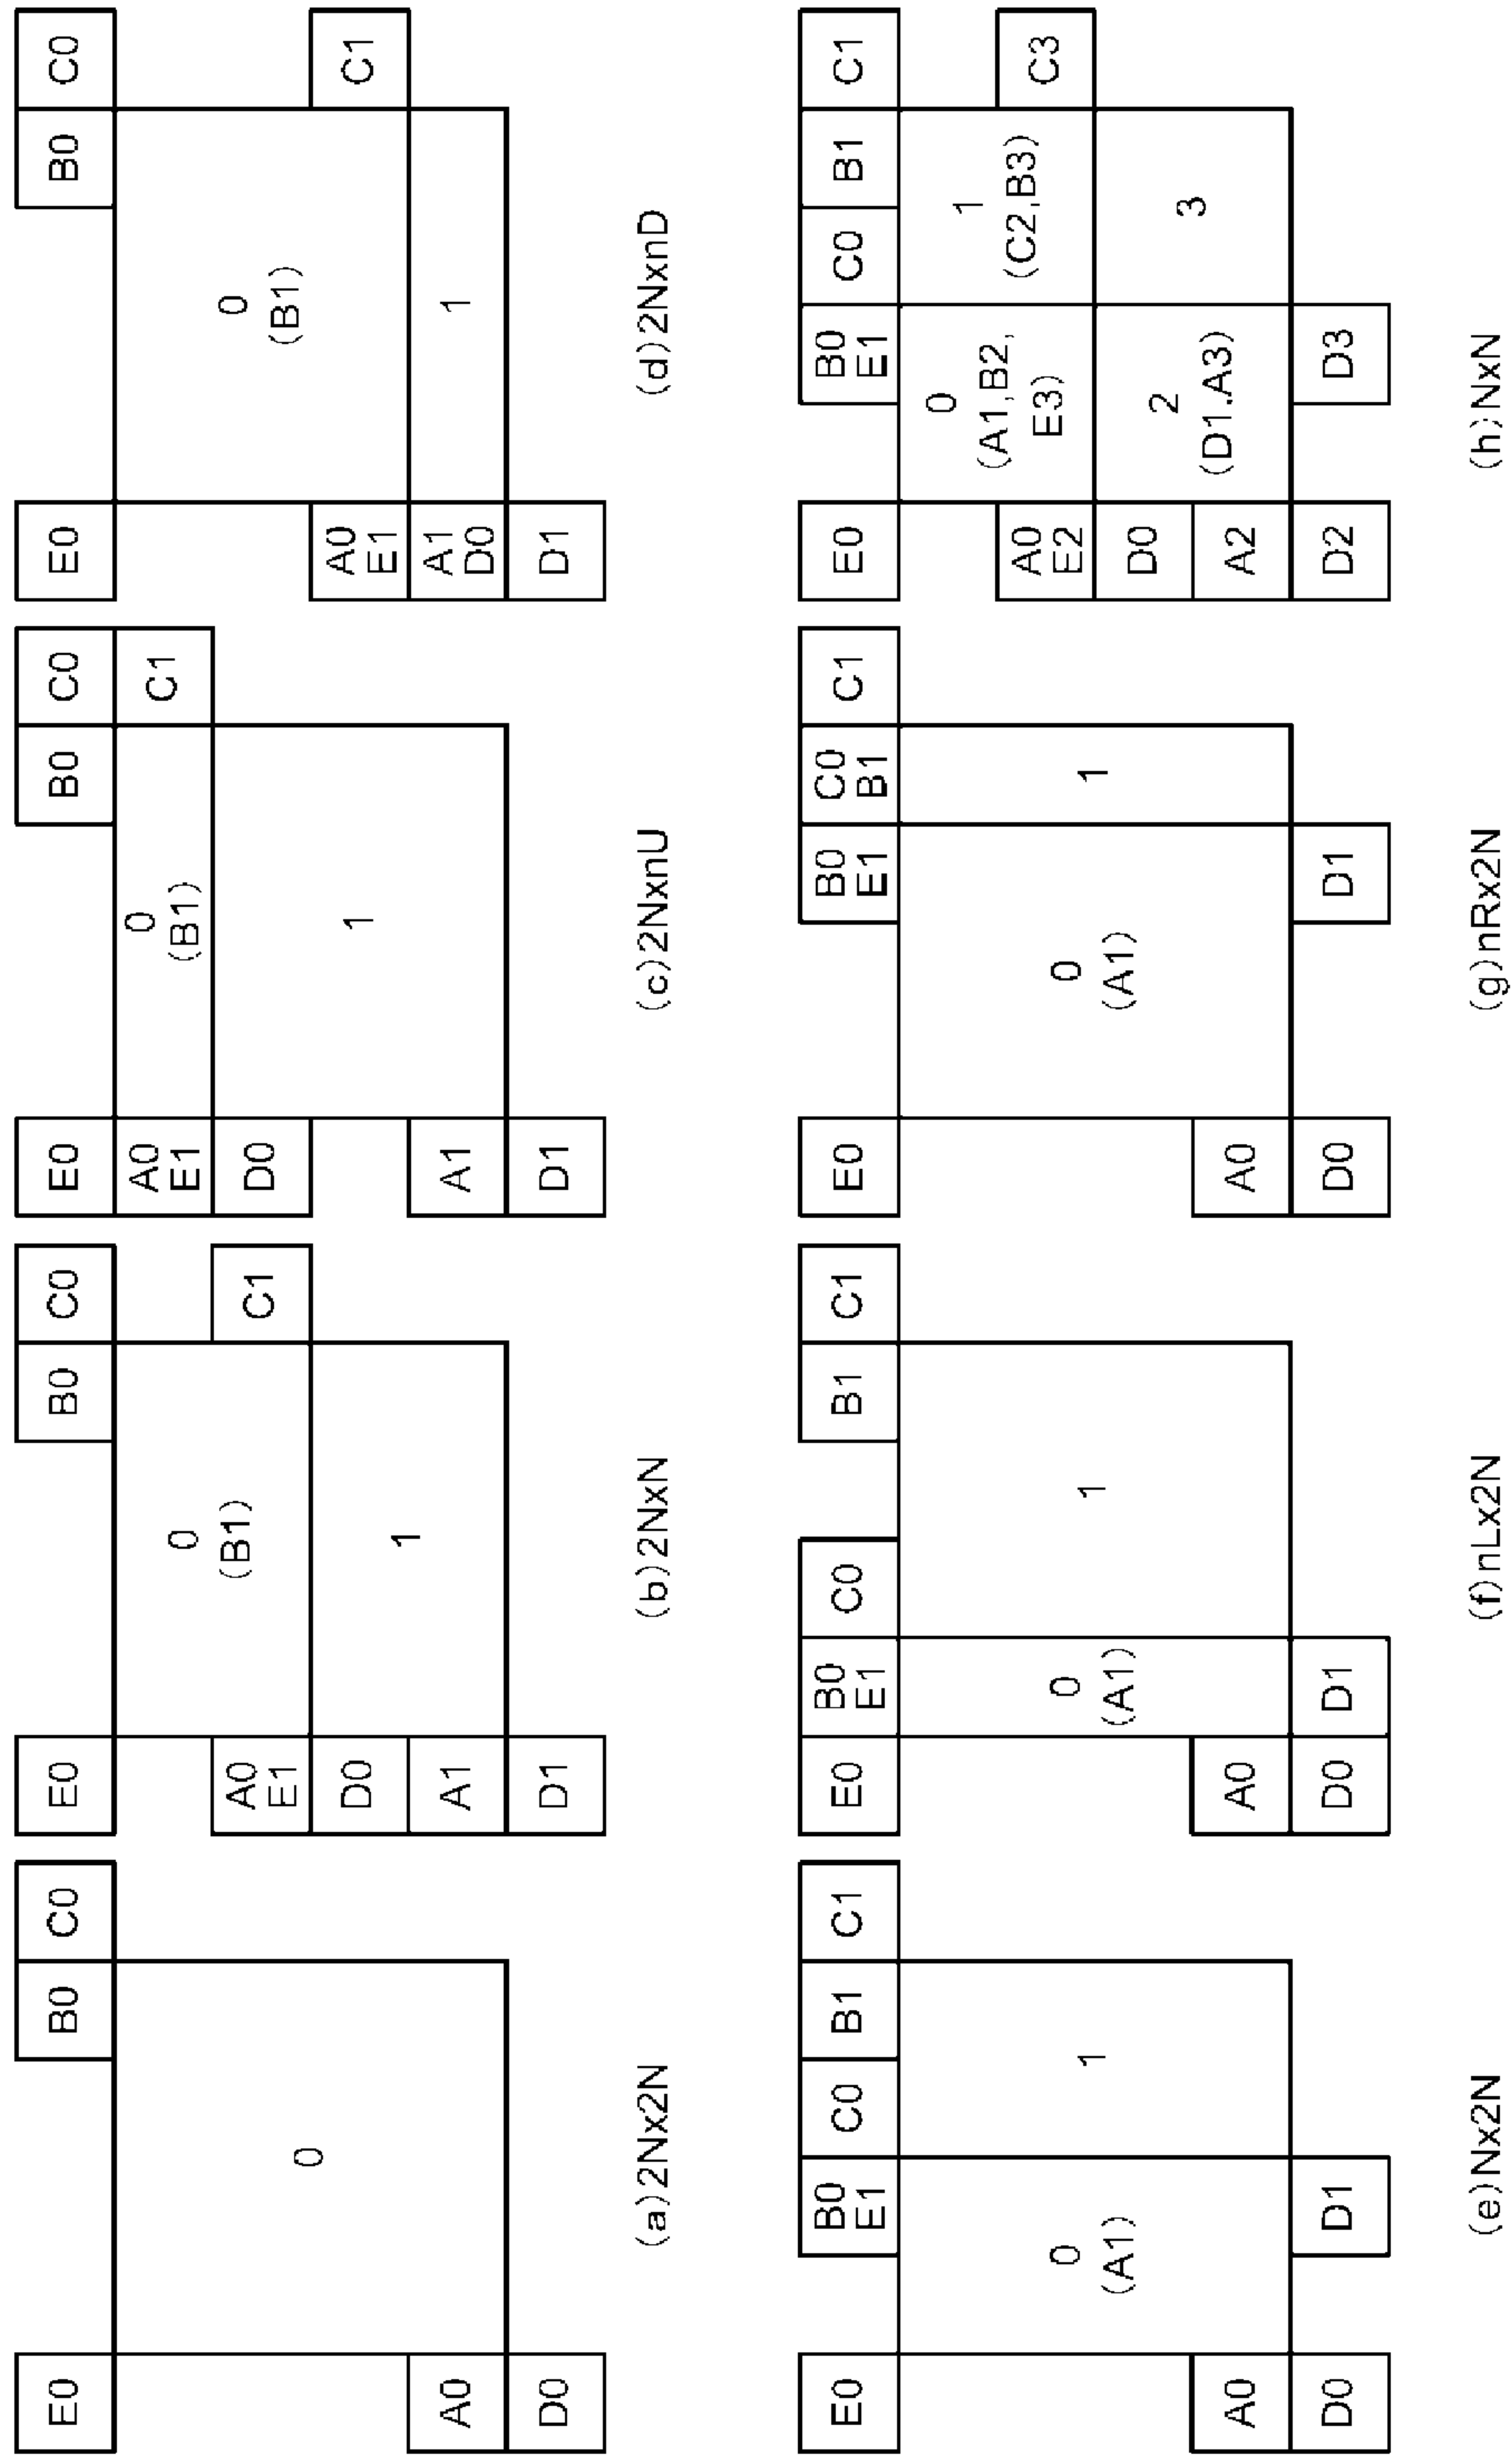 E0
B0
C0
0
A0
D0
(a)2Nx2N
E0
B0
C0
0
(B1)
A0
E1
C1
D0
1
A1
D1
(b)2NxN
E0
B0
C0
A0
E1
0
(B1)
C1
D0
1
A1
D1
(c)2NxnU
E0
B0
C0
0
(B1)
A0
E1
C1
A1
D0
1
D1
(d)2NxnD
E0
B0
E1
C0
B1
C1
0
(A1)
1
A0
D0
D1
(e)Nx2N
E0
B0
E1
C0
B1
C1
0
(A1)
1
A0
D0
D1
(f)nLx2N
E0
B0
E1
C0
B1
C1
0
(A1)
1
A0
D0
D1
(g)nRx2N
E0
B0
E1
C0
B1
C1
0
(A1,B2,
E3)
1
(C2,B3)
A0
E2
C3
D0
2
(D1.A3)
3
A2
D2
D3
(h)NxN